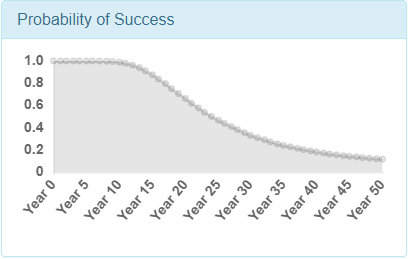 Probability of Success
1.0
0.8
0.6
0.4
0.2
0
Year 0
Year 5
Year 10
Year 15
Year 20
Year 25
Year 30
Year 35
Year 40
Year 45
Year 50